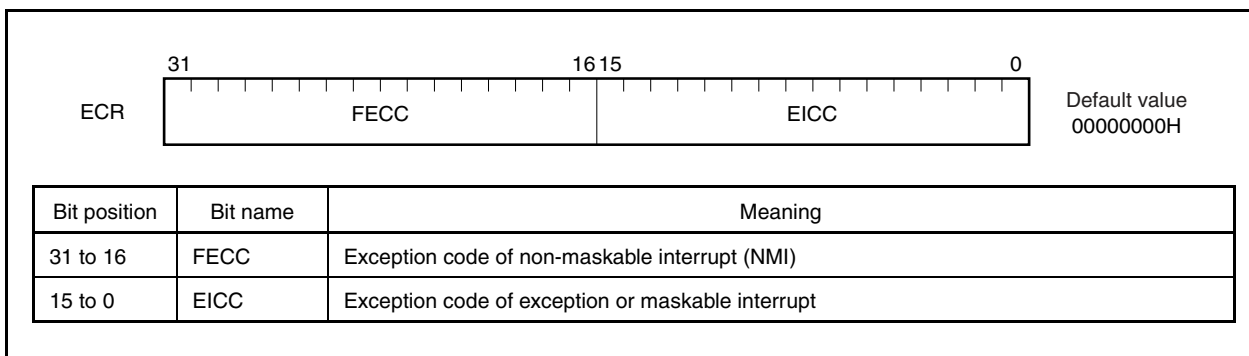 31 16 15 0
ECR FECC EICC Default value
00000000H
Bit position Bit name Meaning
31 to 16 FECC Exception code of non-maskable interrupt (NMI)
15 to 0 EICC Exception code of exception or maskable interrupt